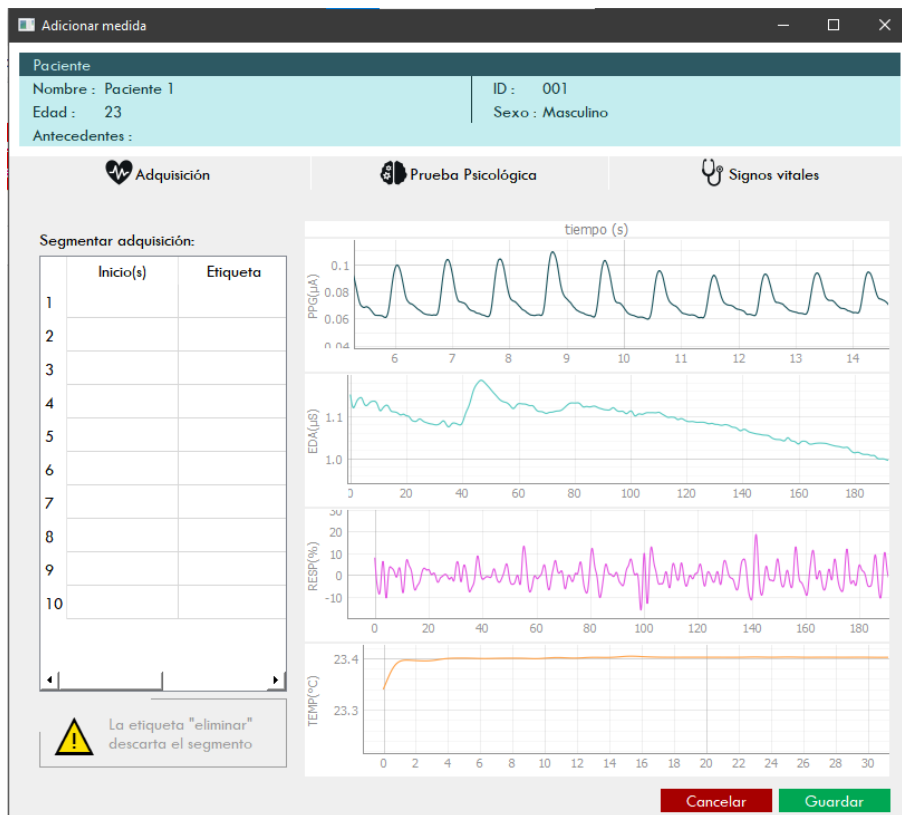 Adicionar medida
Paciente
Nombre : Paciente 1 ID : 001
Edad : 23 Sexo : Masculino
Antecedentes :
Adquisición Prueba Psicológica Signos vitales
Segmentar adquisición:
Inicio(s) Etiqueta
1
2
3
4
5
6
7
8
9
10
La etiqueta "eliminar"
descarta el segmento
tiempo (s)
PPG(µA)
0.1
0.08
0.06
0.04
6 7 8 9 10 11 12 13 14
EDA(µS)
1.1
1.0
0 20 40 60 80 100 120 140 160 180
RESP(%)
30
20
10
0
-10
0 20 40 60 80 100 120 140 160 180
TEMP(ºC)
23.4
23.3
0 2 4 6 8 10 12 14 16 18 20 22 24 26 28 30
Cancelar Guardar